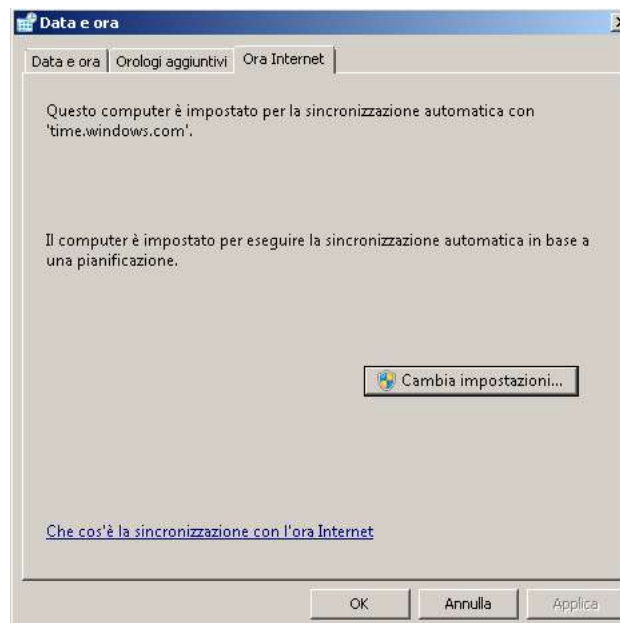 Data e ora
Data e ora Orologi aggiuntivi Ora Internet
Questo computer è impostato per la sincronizzazione automatica con
'time.windows.com'.
Il computer è impostato per eseguire la sincronizzazione automatica in base a
una pianificazione.
Cambia impostazioni...
Che cos'è la sincronizzazione con l'ora Internet
OK Annulla Applica